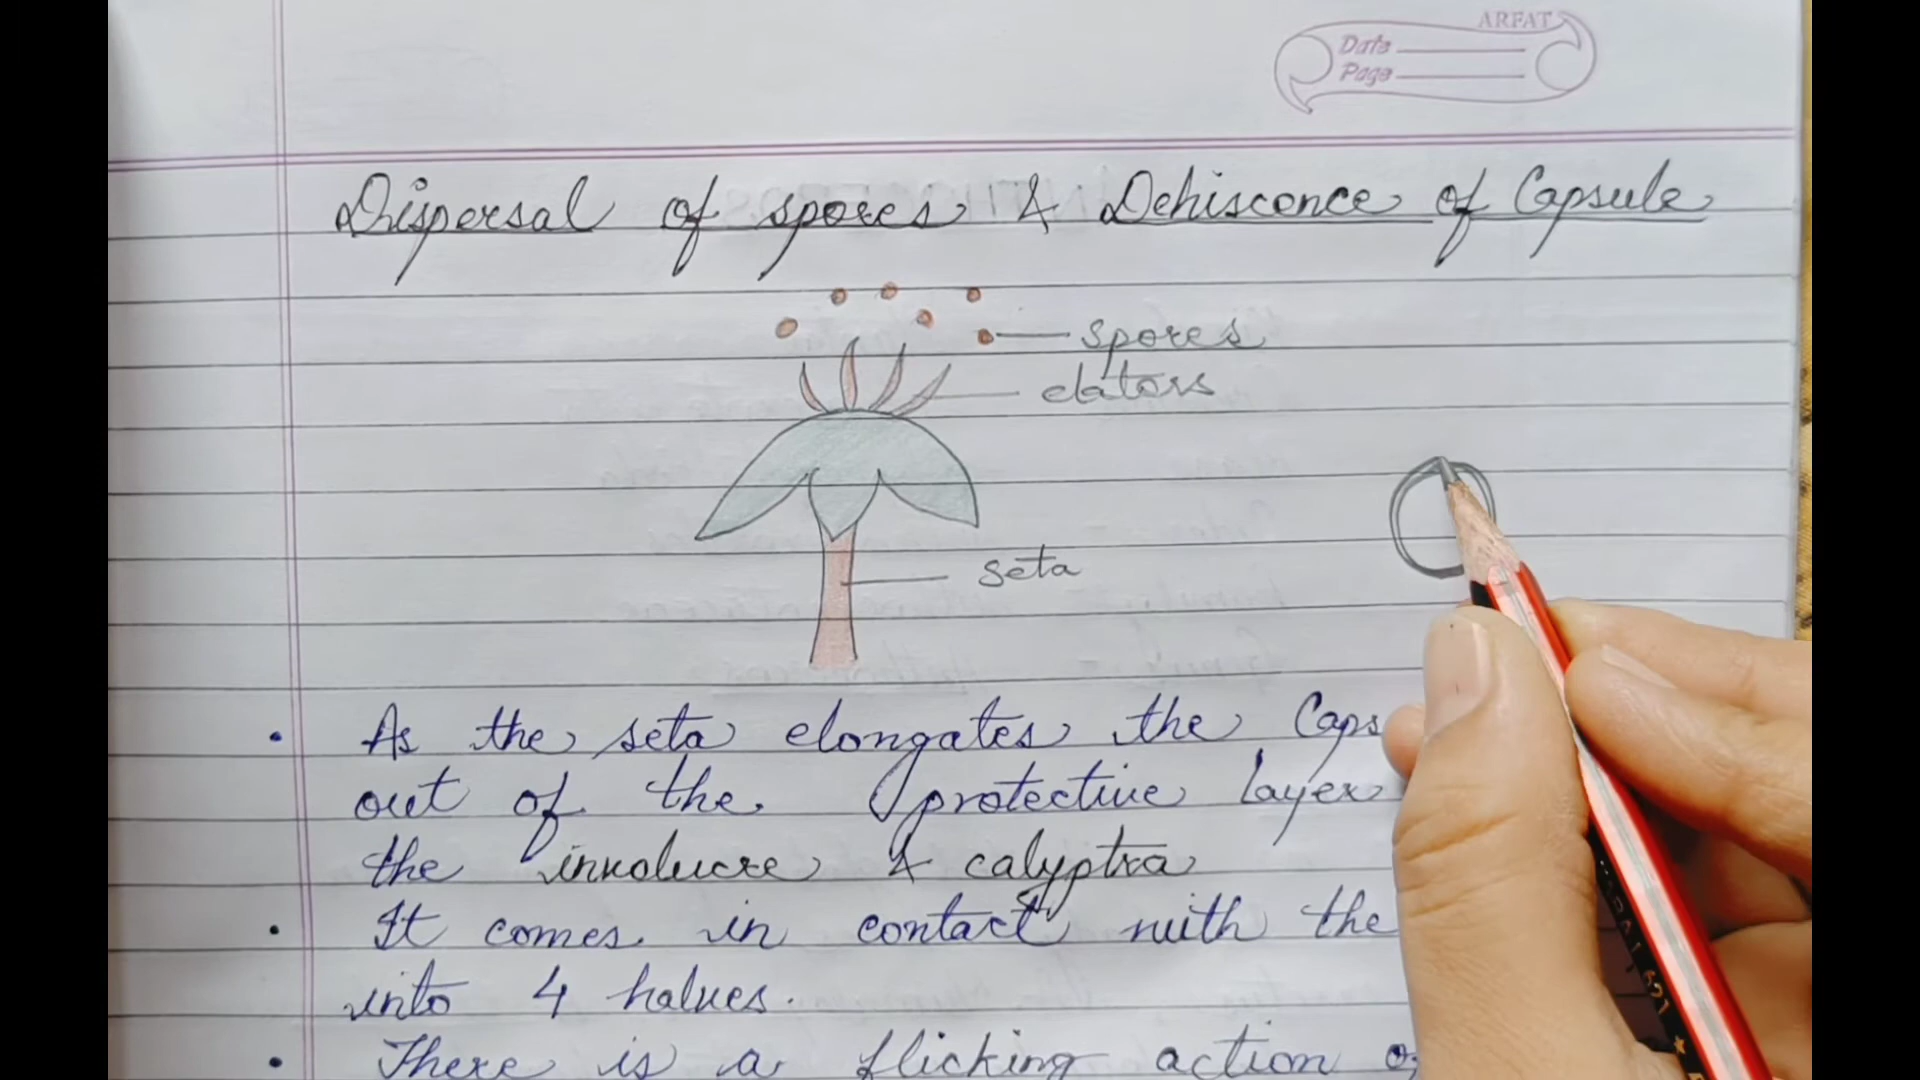 ARFAT
Date
Page
Dispersal of spores & Dehiscence of Capsule
spores
elators
seta
• As the seta elongates the Caps
out of the protective layer
the involucre & calyptra
• It comes in contact with the
into 4 halves.
• There is a flicking action